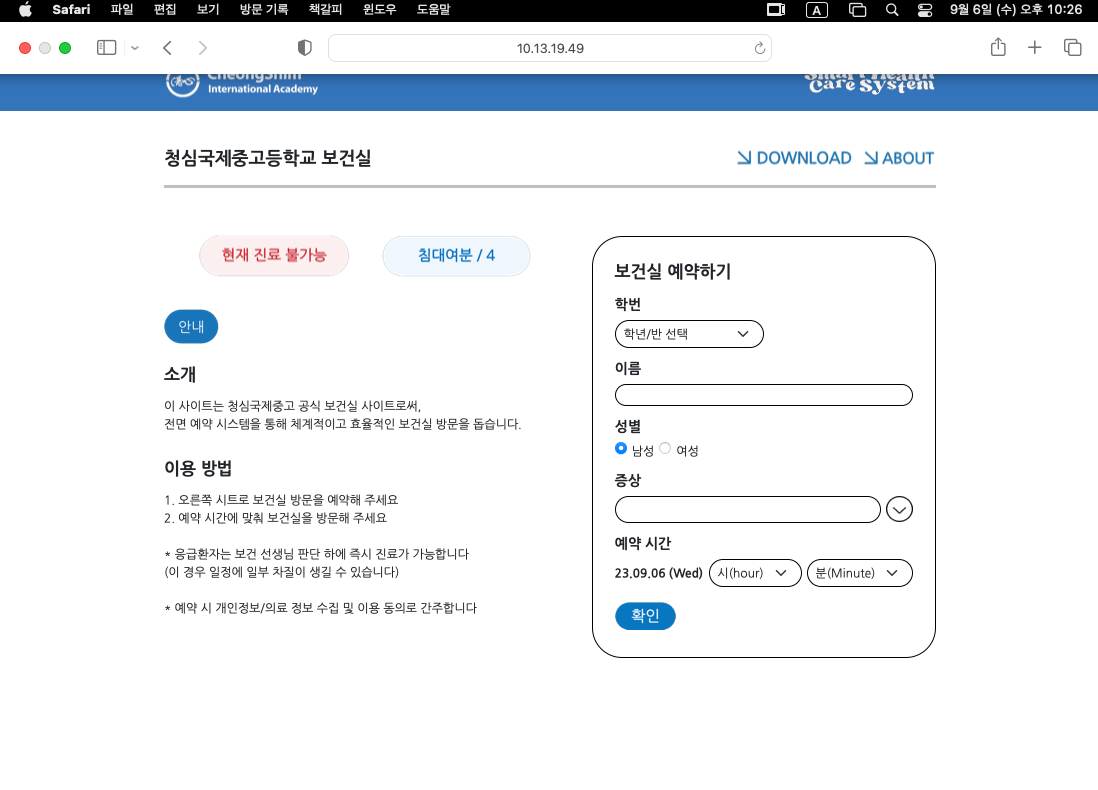 Safari 파일 편집 보기 방문 기록 책갈피 윈도우 도움말 A 9월 6일 (수) 오후 10:26
10.13.19.49
CheongShim
International Academy
Smart Health
Care System
청심국제중고등학교 보건실
DOWNLOAD ABOUT
현재 진료 불가능
침대여분 / 4
안내
소개
이 사이트는 청심국제중고 공식 보건실 사이트로써,
전면 예약 시스템을 통해 체계적이고 효율적인 보건실 방문을 돕습니다.
이용 방법
1. 오른쪽 시트로 보건실 방문을 예약해 주세요
2. 예약 시간에 맞춰 보건실을 방문해 주세요
* 응급환자는 보건 선생님 판단 하에 즉시 진료가 가능합니다
(이 경우 일정에 일부 차질이 생길 수 있습니다)
* 예약 시 개인정보/의료 정보 수집 및 이용 동의로 간주합니다
보건실 예약하기
학번
학년/반 선택
이름
성별
남성 여성
증상
예약 시간
23.09.06 (Wed) 시(hour) 분(Minute)
확인